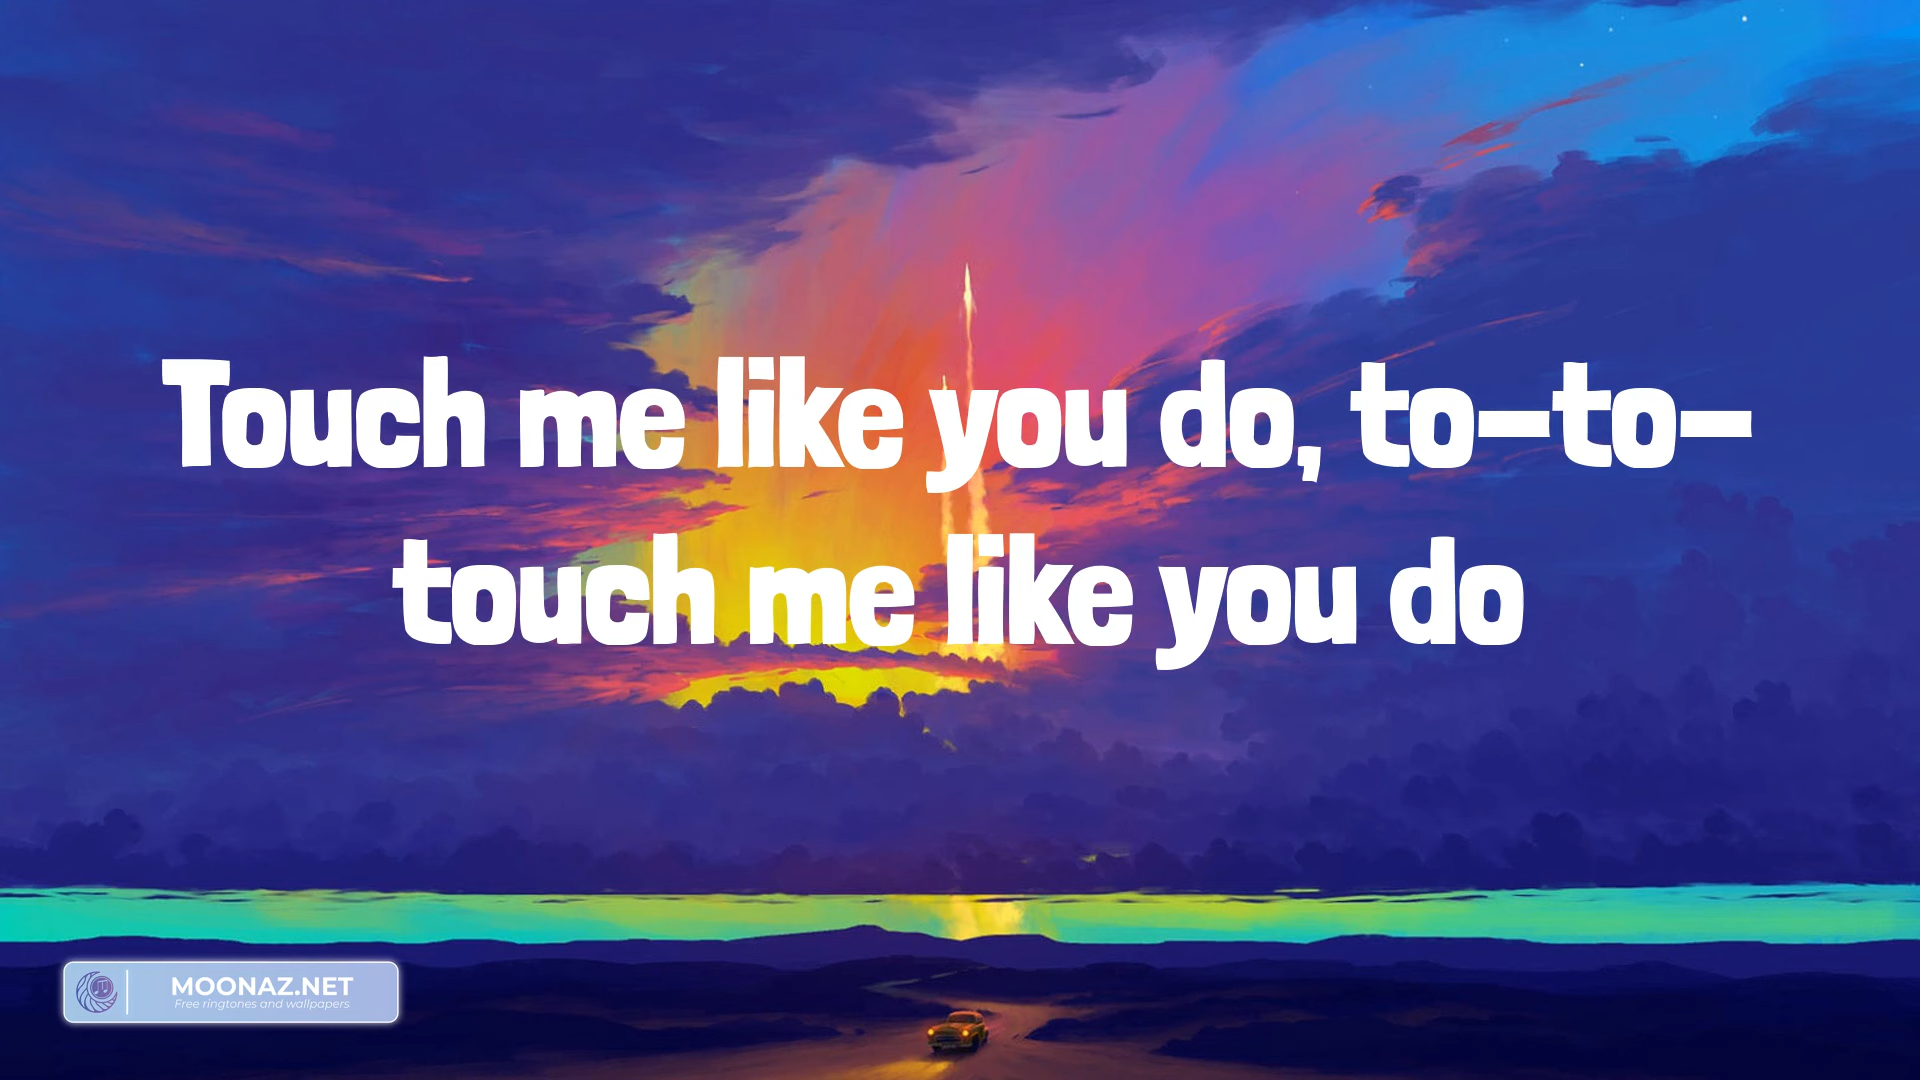 Touch me like you do, to-to-
touch me like you do
MOONAZ.NET
Free ringtones and wallpapers